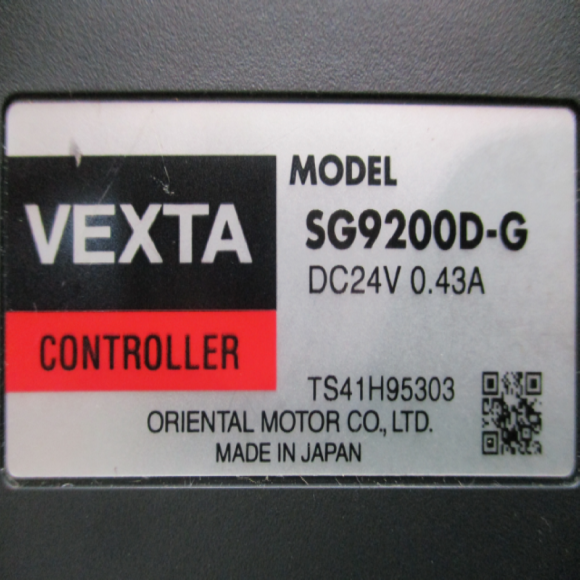 VEXTA
CONTROLLER
MODEL
SG9200D-G
DC24V 0.43A
TS41H95303
ORIENTAL MOTOR CO., LTD.
MADE IN JAPAN